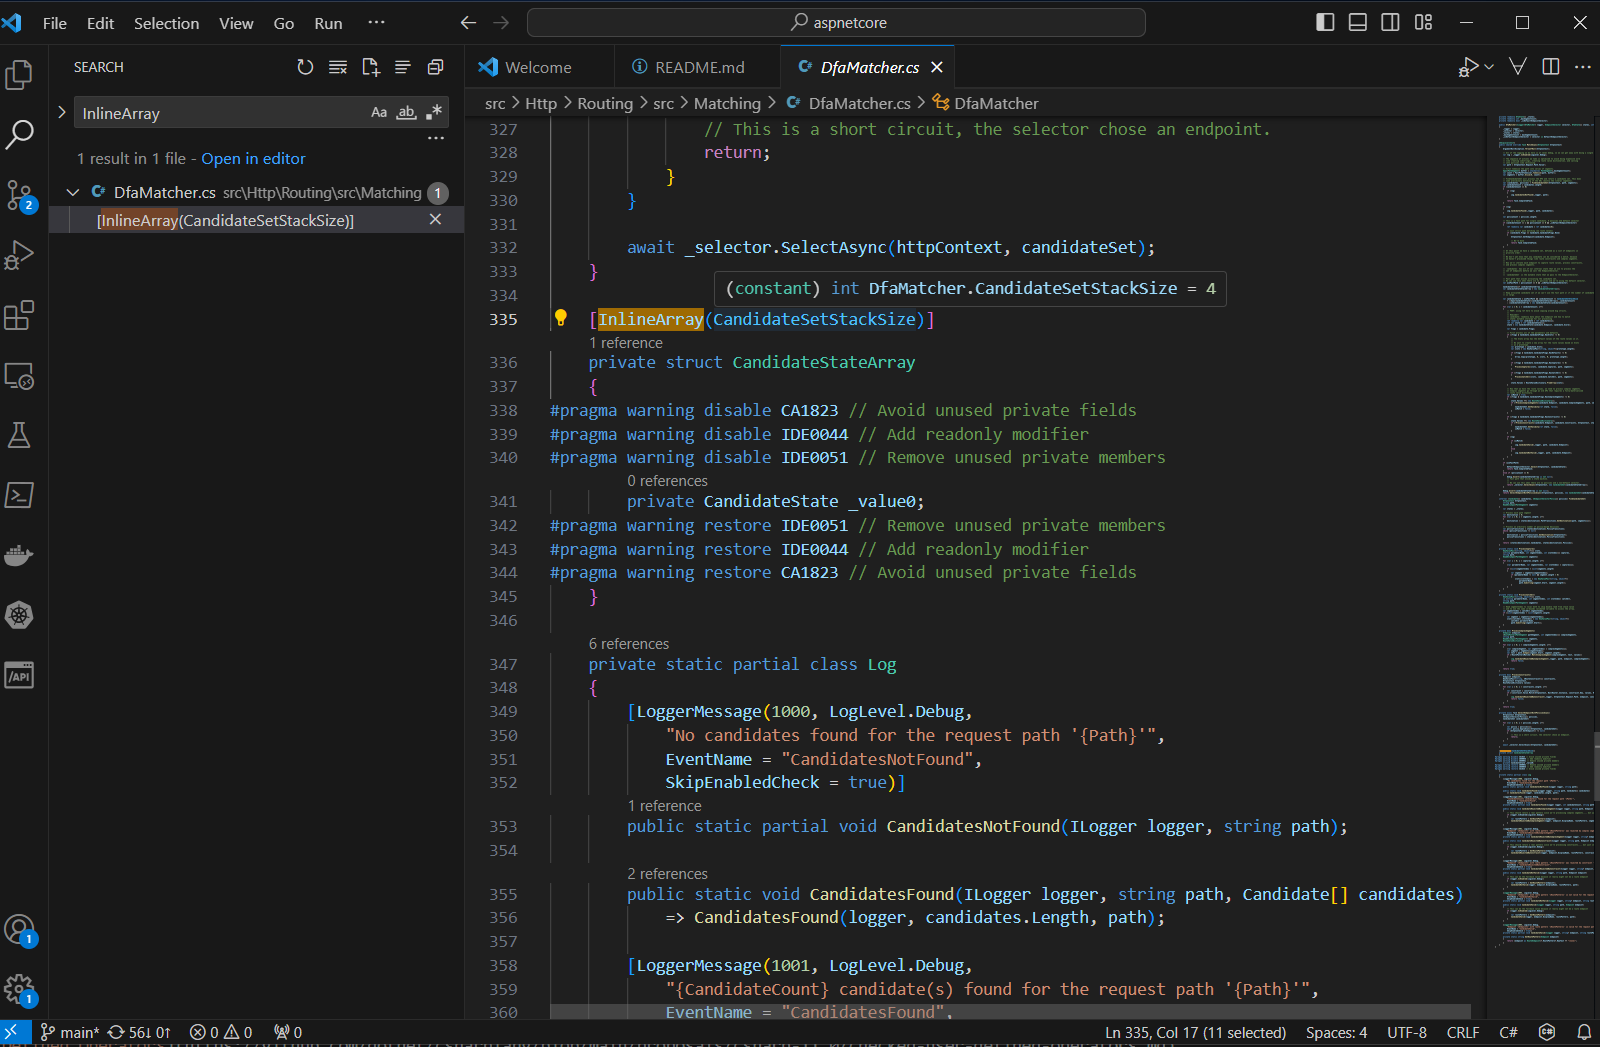 File Edit Selection View Go Run ···
aspnetcore
SEARCH
InlineArray
Aa ab .*
1 result in 1 file - Open in editor
DfaMatcher.cs src\Http\Routing\src\Matching 1
[InlineArray(CandidateSetStackSize)]
2
/API
1
1
Welcome README.md DfaMatcher.cs
src > Http > Routing > src > Matching > DfaMatcher.cs > DfaMatcher
327 // This is a short circuit, the selector chose an endpoint.
328 return;
329 }
330 }
331
332 await _selector.SelectAsync(httpContext, candidateSet);
333 }
(constant) int DfaMatcher.CandidateSetStackSize = 4
334
335 [InlineArray(CandidateSetStackSize)]
1 reference
336 private struct CandidateStateArray
337 {
338 #pragma warning disable CA1823 // Avoid unused private fields
339 #pragma warning disable IDE0044 // Add readonly modifier
340 #pragma warning disable IDE0051 // Remove unused private members
0 references
341 private CandidateState _value0;
342 #pragma warning restore IDE0051 // Remove unused private members
343 #pragma warning restore IDE0044 // Add readonly modifier
344 #pragma warning restore CA1823 // Avoid unused private fields
345 }
346
6 references
347 private static partial class Log
348 {
349 [LoggerMessage(1000, LogLevel.Debug,
350 "No candidates found for the request path '{Path}'",
351 EventName = "CandidatesNotFound",
352 SkipEnabledCheck = true)]
1 reference
353 public static partial void CandidatesNotFound(ILogger logger, string path);
354
2 references
355 public static void CandidatesFound(ILogger logger, string path, Candidate[] candidates)
356 => CandidatesFound(logger, candidates.Length, path);
357
358 [LoggerMessage(1001, LogLevel.Debug,
359 "{CandidateCount} candidate(s) found for the request path '{Path}'",
360 EventName = "CandidatesFound",
main* 56↓ 0↑ 0 0 0
Ln 335, Col 17 (11 selected) Spaces: 4 UTF-8 CRLF C#